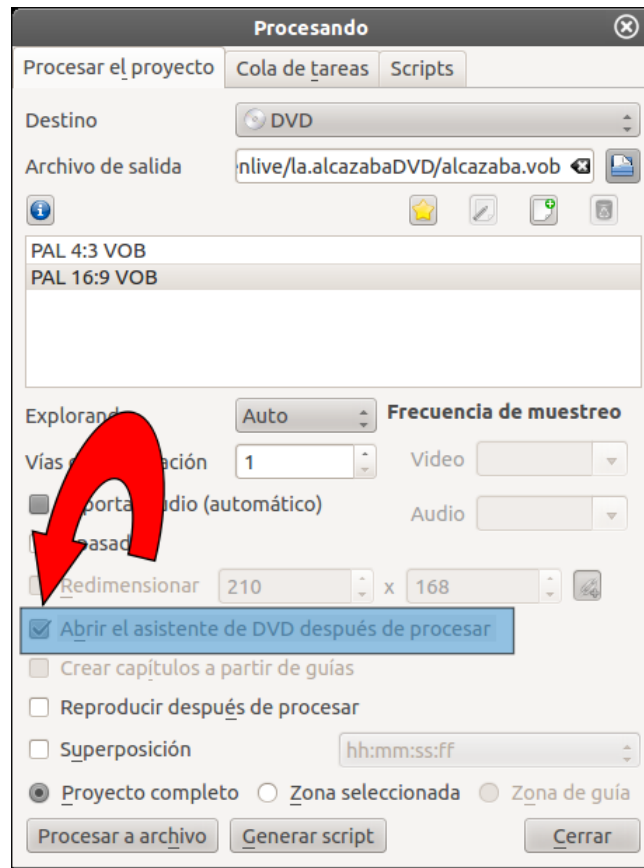 Procesando
Procesar el proyecto Cola de tareas Scripts
Destino DVD
Archivo de salida nlive/la.alcazabaDVD/alcazaba.vob
PAL 4:3 VOB
PAL 16:9 VOB
Auto Frecuencia de muestreo
Vías 1 Video
(automático) Audio
Redimensionar 210 x 168
Abrir el asistente de DVD después de procesar
Crear capítulos a partir de guías
Reproducir después de procesar
Superposición hh:mm:ss:ff
Proyecto completo Zona seleccionada Zona de guía
Procesar a archivo Generar script Cerrar